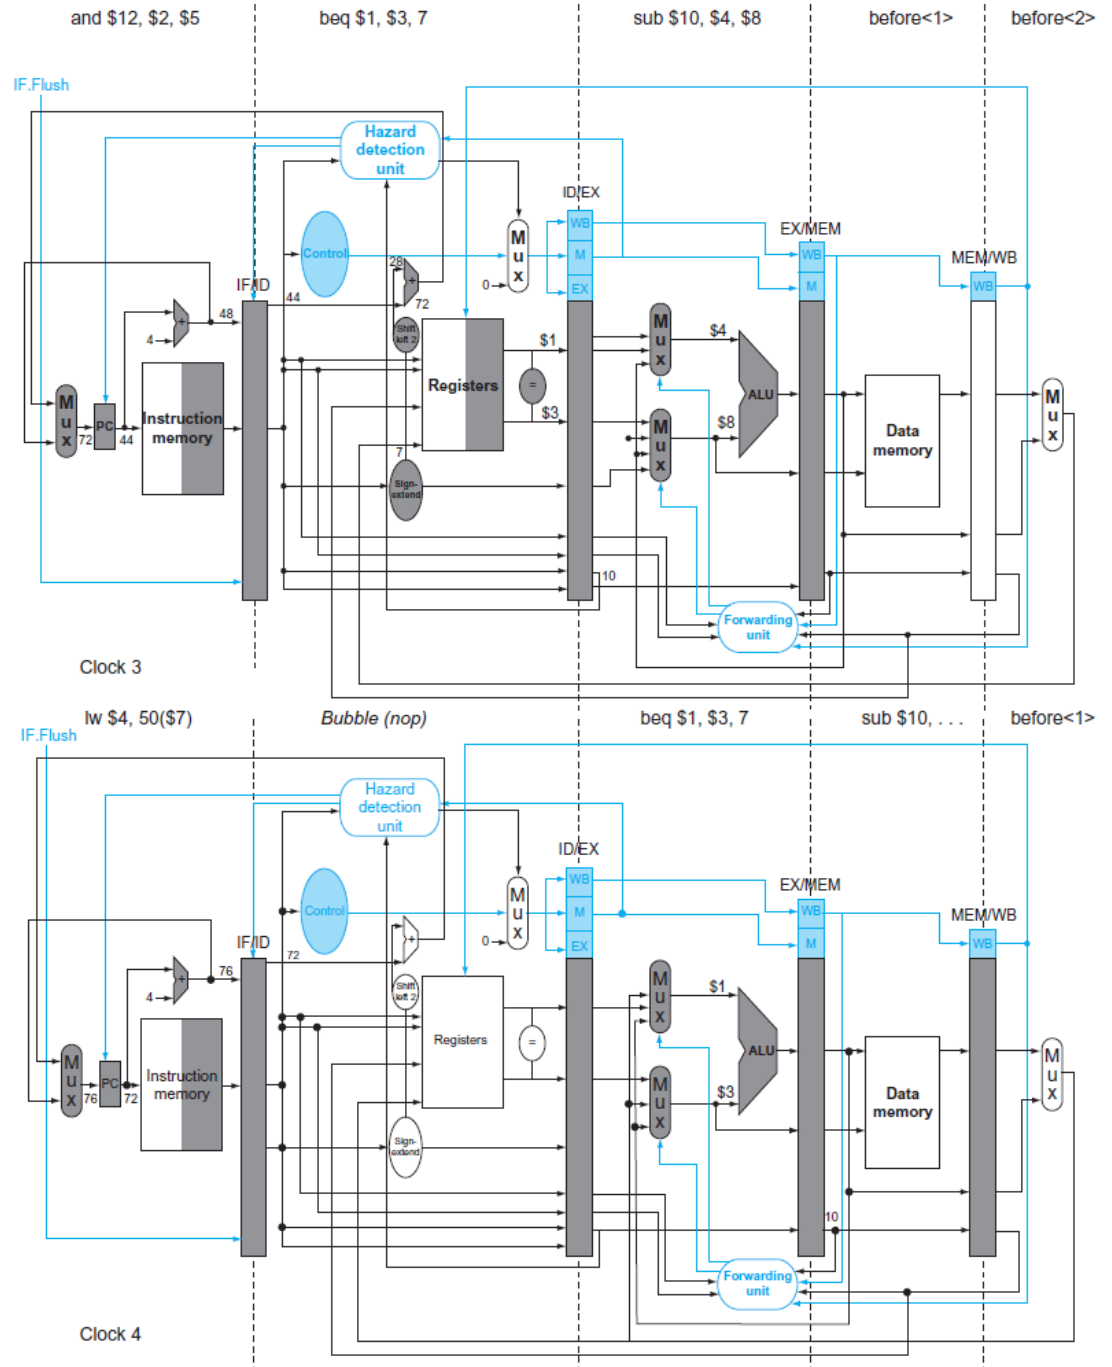 and $12, $2, $5
beq $1, $3, 7
sub $10, $4, $8
before<1>
before<2>
IF.Flush
Hazard
detection
unit
ID/EX
WB
M
EX
EX/MEM
WB
M
MEM/WB
WB
Control
M
u
x
0
28
+
72
IF/ID
44
48
4
+
Shift
left 2
Registers
$1
=
$3
M
u
x
$4
ALU
$8
M
u
x
M
u
x
72
PC
44
Instruction
memory
7
Sign-
extend
Data
memory
M
u
x
10
Forwarding
unit
Clock 3
lw $4, 50($7)
Bubble (nop)
beq $1, $3, 7
sub $10, . . .
before<1>
IF.Flush
Hazard
detection
unit
ID/EX
WB
M
EX
EX/MEM
WB
M
MEM/WB
WB
Control
M
u
x
0
+
IF/ID
72
76
4
+
Shift
left 2
Registers
=
M
u
x
$1
ALU
$3
M
u
x
M
u
x
76
PC
72
Instruction
memory
Sign-
extend
Data
memory
M
u
x
10
Forwarding
unit
Clock 4